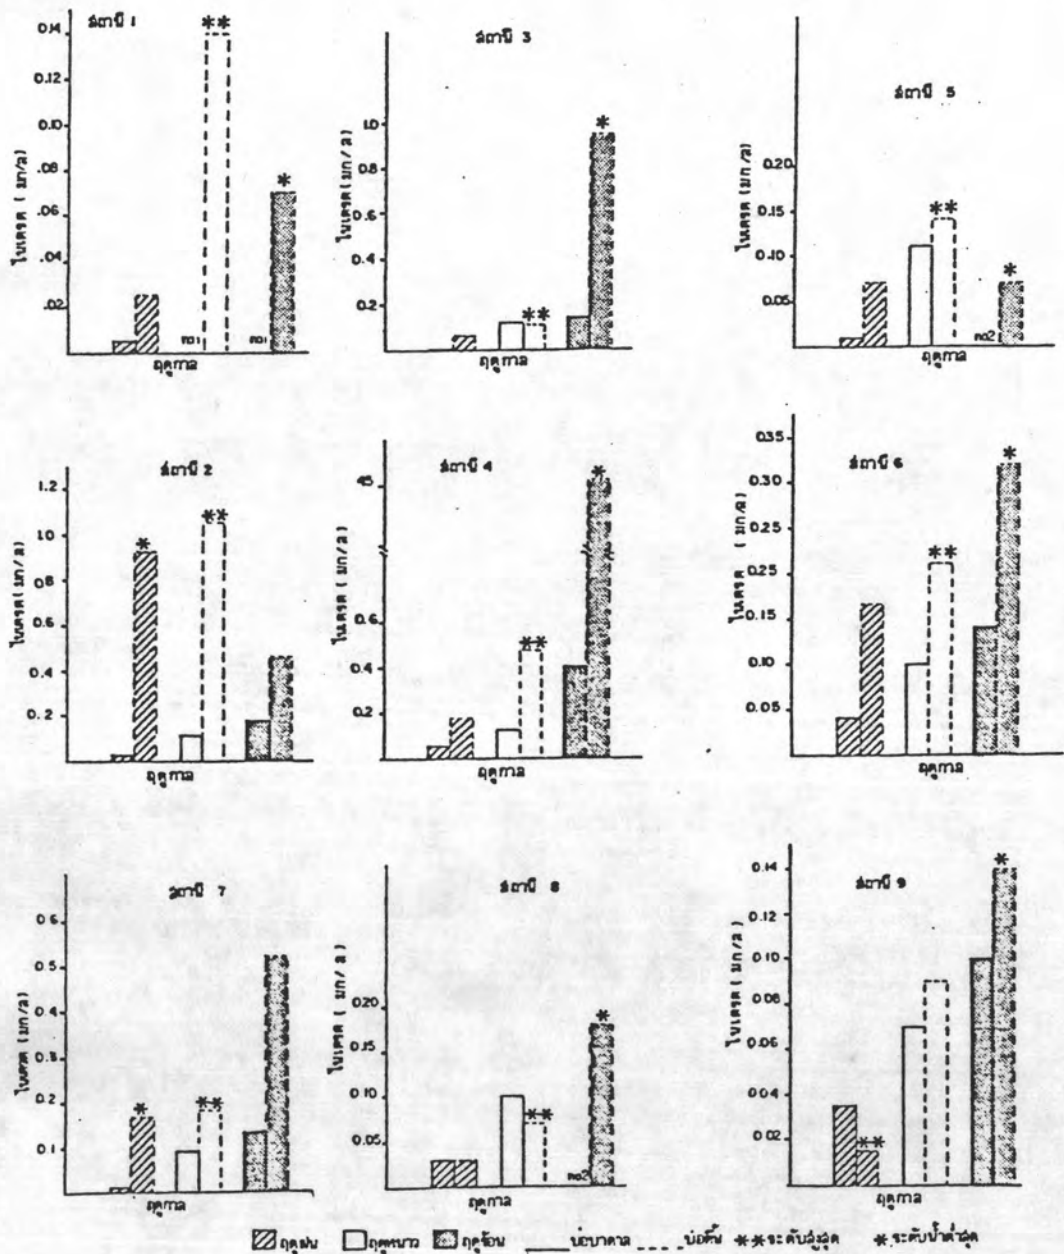 สถานี 1
**
0.14
0.12
0.10
.08
*
.06
.04
.02
ไนเตรต ( มก/ล )
ฤดูกาล
สถานี 3
*
1.0
0.8
0.6
0.4
**
0.2
ไนเตรต ( มก/ล )
ฤดูกาล
สถานี 5
0.20
**
0.15
0.10
*
0.05
no2
ไนเตรต ( มก/ล )
ฤดูกาล
สถานี 2
1.2
**
1.0
*
0.8
0.6
0.4
0.2
ไนเตรต ( มก/ล )
ฤดูกาล
สถานี 4
*
45
0.6
**
0.4
0.2
ไนเตรต ( มก/ล )
ฤดูกาล
สถานี 6
0.35
*
0.30
0.25
**
0.25
0.15
0.10
0.05
ไนเตรต ( มก/ล )
ฤดูกาล
สถานี 7
0.6
0.5
0.4
0.3
0.2
* **
0.1
ไนเตรต ( มก/ล )
ฤดูกาล
สถานี 8
0.20
*
0.15
0.10
**
0.05
ไนเตรต ( มก/ล )
ฤดูกาล
สถานี 9
*
0.14
0.12
0.10
0.08
0.06
0.04
**
0.02
ไนเตรต ( มก/ล )
ฤดูกาล
ฤดูฝน ฤดูหนาว ฤดูร้อน บ่อบาดาล บ่อตื้น **ระดับสูงสุด *ระดับน้ำต่ำสุด